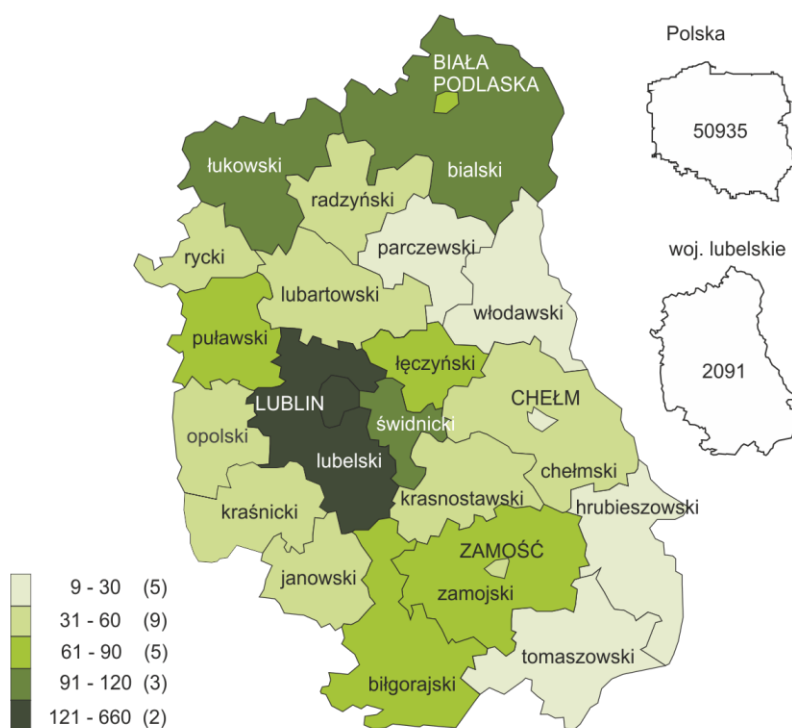 Polska
50935
woj. lubelskie
2091
BIAŁA
PODLASKA
łukowski
bialski
radzyński
rycki
parczewski
lubartowski
włodawski
puławski
łęczyński
LUBLIN
CHEŁM
opolski
świdnicki
lubelski
chełmski
kraśnicki
krasnostawski
hrubieszowski
janowski
ZAMOŚĆ
zamojski
tomaszowski
biłgorajski
9 - 30 (5)
31 - 60 (9)
61 - 90 (5)
91 - 120 (3)
121 - 660 (2)